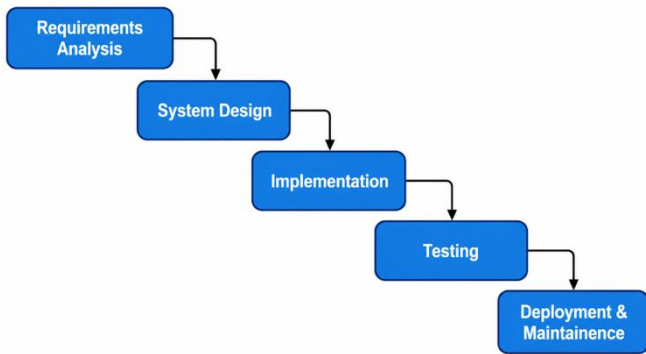 Requirements
Analysis
System Design
Implementation
Testing
Deployment &
Maintainence